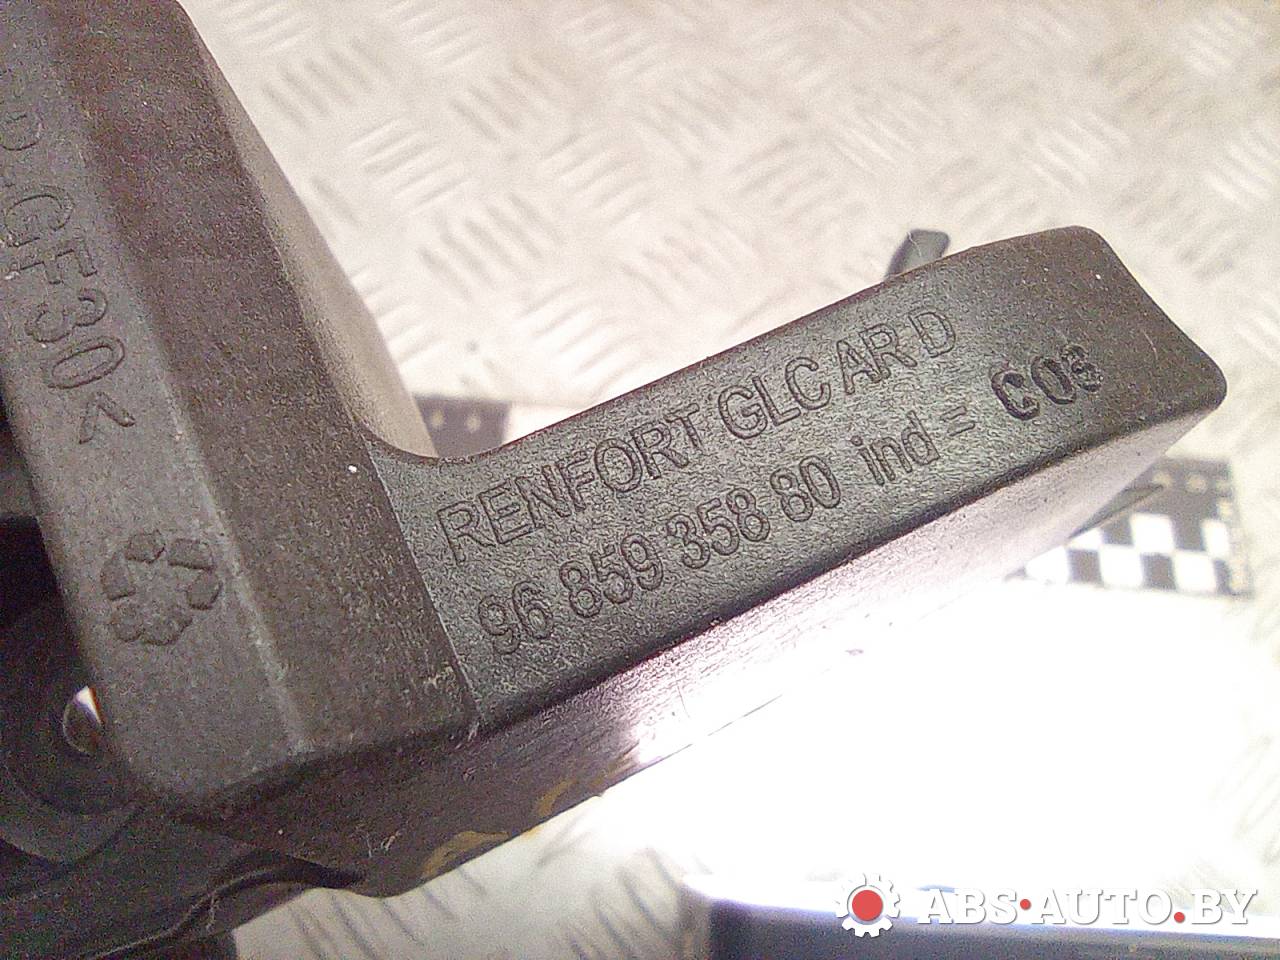 GF30<
RENFORT GLC AR D
96 859 358 80 ind = C03
ABS•AUTO.BY